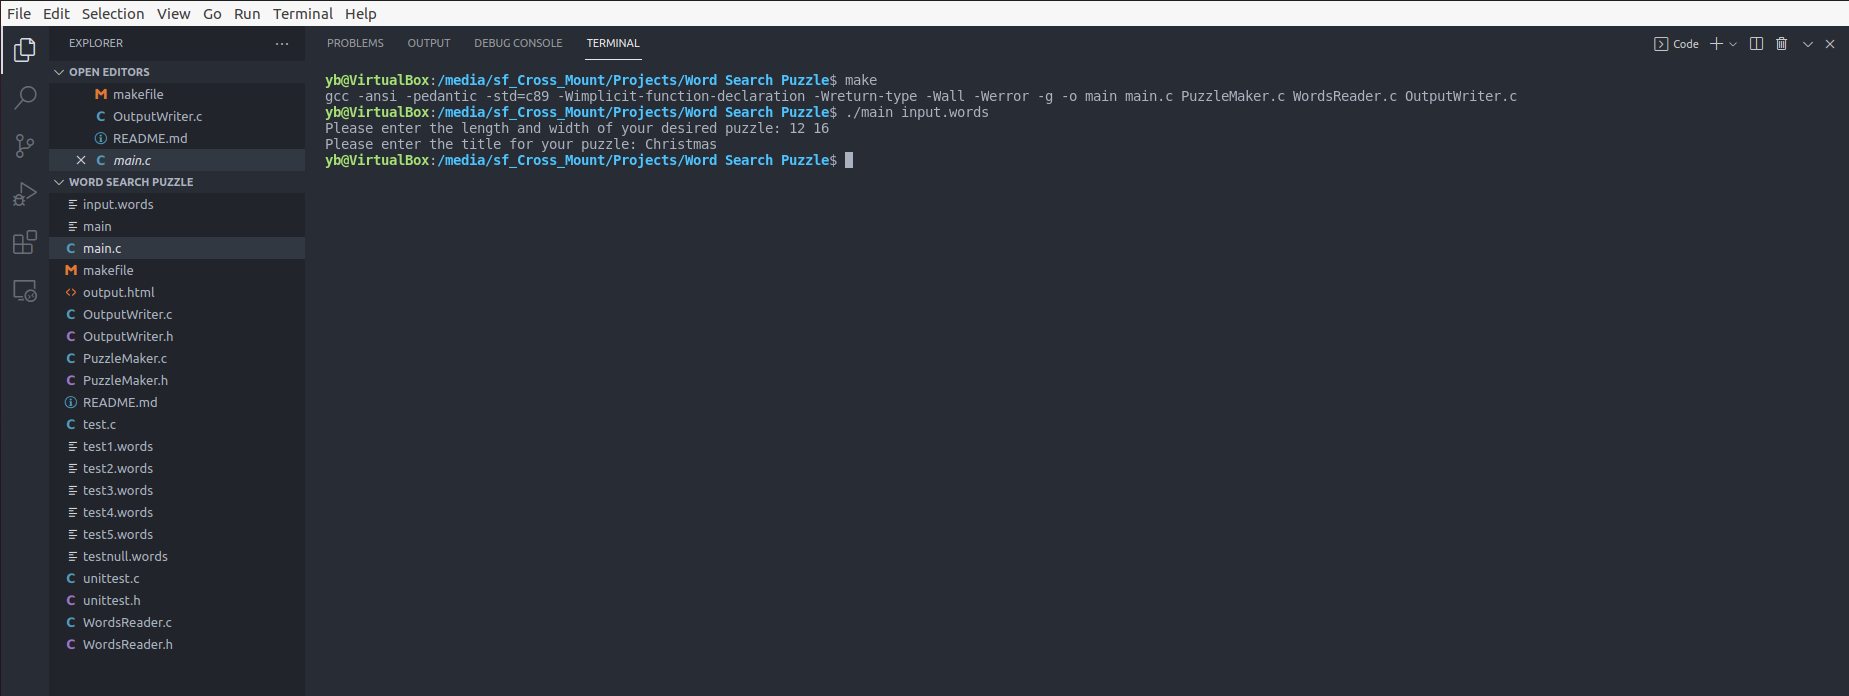 File Edit Selection View Go Run Terminal Help
EXPLORER
OPEN EDITORS
makefile
OutputWriter.c
README.md
main.c
WORD SEARCH PUZZLE
input.words
main
main.c
makefile
output.html
OutputWriter.c
OutputWriter.h
PuzzleMaker.c
PuzzleMaker.h
README.md
test.c
test1.words
test2.words
test3.words
test4.words
test5.words
testnull.words
unittest.c
unittest.h
WordsReader.c
WordsReader.h
PROBLEMS OUTPUT DEBUG CONSOLE TERMINAL Code
yb@VirtualBox:/media/sf_Cross_Mount/Projects/Word Search Puzzle$ make
gcc -ansi -pedantic -std=c89 -Wimplicit-function-declaration -Wreturn-type -Wall -Werror -g -o main main.c PuzzleMaker.c WordsReader.c OutputWriter.c
yb@VirtualBox:/media/sf_Cross_Mount/Projects/Word Search Puzzle$ ./main input.words
Please enter the length and width of your desired puzzle: 12 16
Please enter the title for your puzzle: Christmas
yb@VirtualBox:/media/sf_Cross_Mount/Projects/Word Search Puzzle$